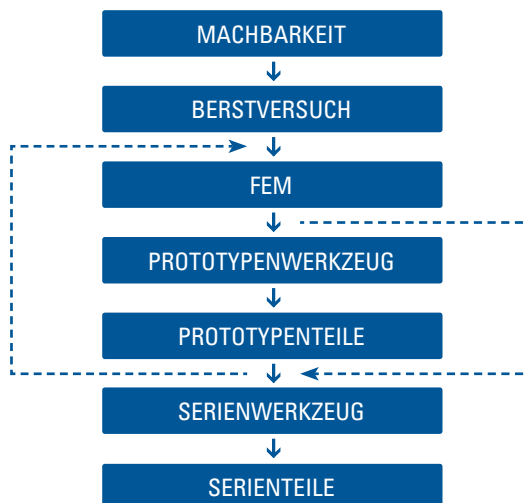 MACHBARKEIT
BERSTVERSUCH
FEM
PROTOTYPENWERKZEUG
PROTOTYPENTEILE
SERIENWERKZEUG
SERIENTEILE